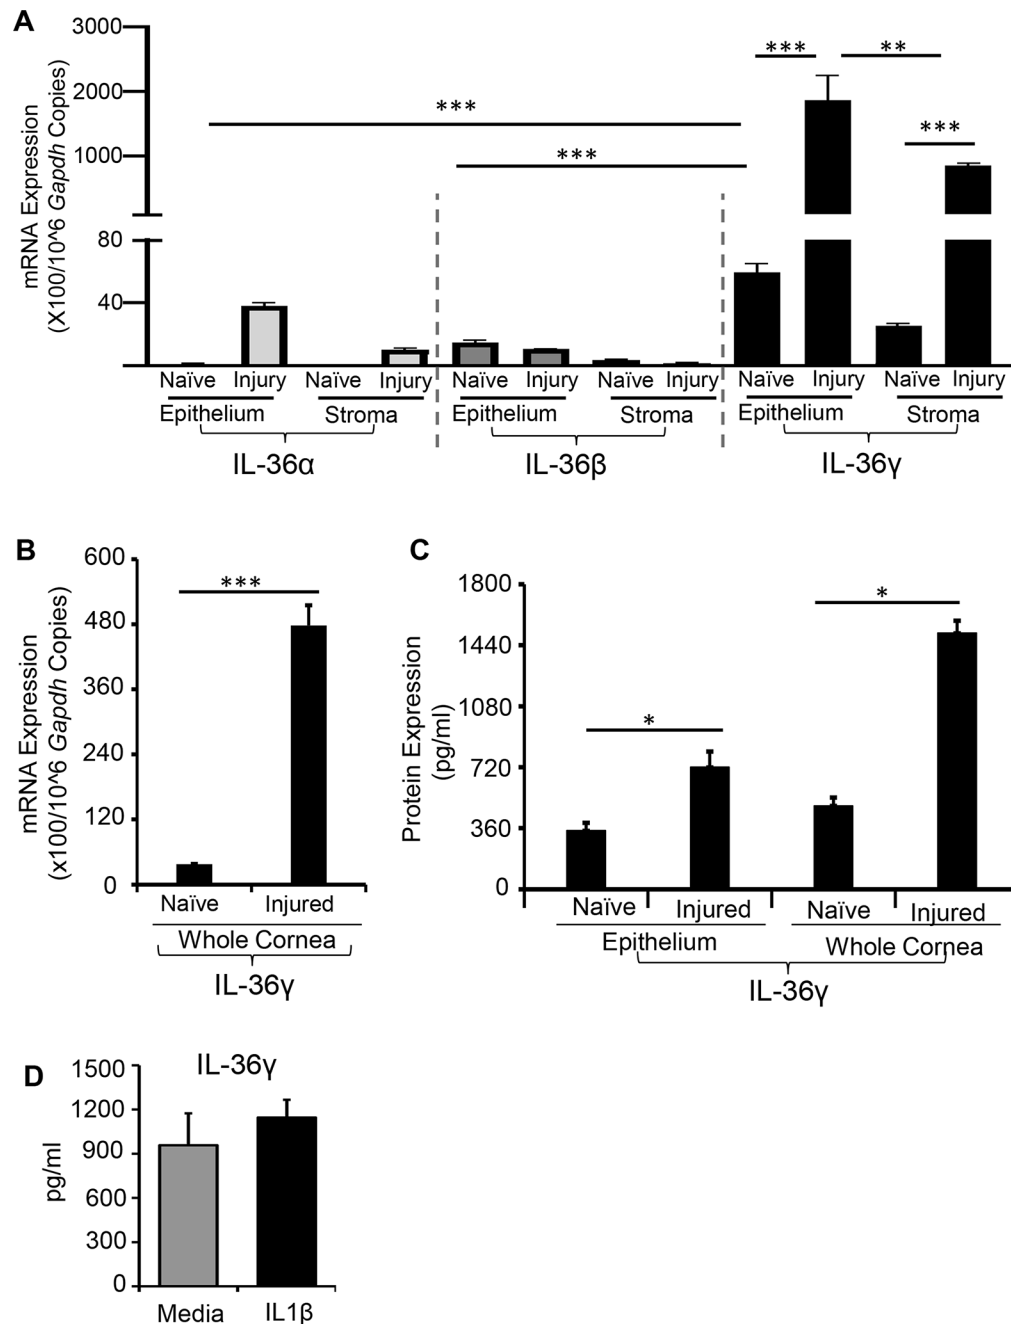 A
mRNA Expression
(X100/10^6 Gapdh Copies)
3000
2000
1000
80
40
***
***
***
**
***
Naïve Injury Naïve Injury Naïve Injury Naïve Injury Naïve Injury Naïve Injury
Epithelium Stroma Epithelium Stroma Epithelium Stroma
IL-36α IL-36β IL-36γ
B
mRNA Expression
(x100/10^6 Gapdh Copies)
600
480
360
240
120
0
***
Naïve Injured
Whole Cornea
IL-36γ
C
Protein Expression
(pg/ml)
1800
1440
1080
720
360
0
*
*
Naïve Injured Naïve Injured
Epithelium Whole Cornea
IL-36γ
D
IL-36γ
pg/ml
1500
1200
900
600
300
0
Media IL1β